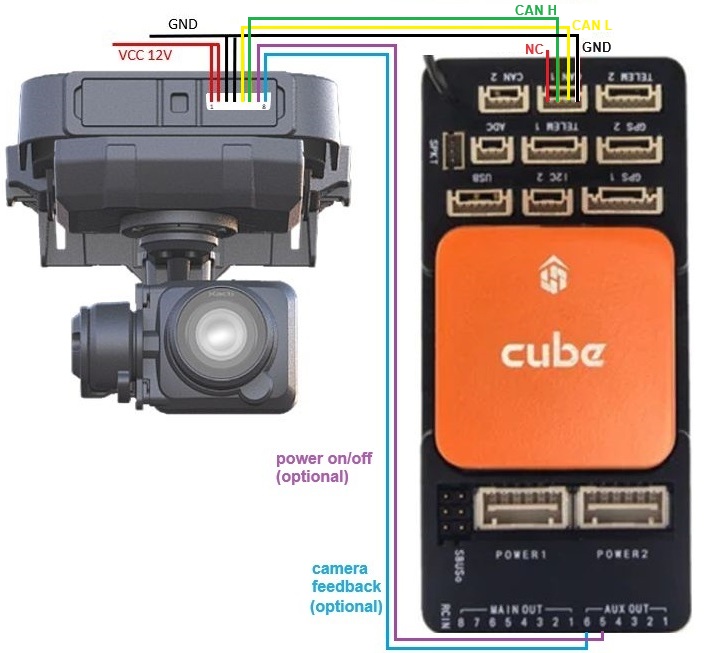 CAN H
GND
CAN L
VCC 12V
NC
GND
1
8
CAN 2
CAN 1
TELEM 2
SPKT
ADC
TELEM 1
GPS 2
USB
I2C 2
GPS 1
cube
power on/off
(optional)
POWER1
POWER2
SBUSo
camera
feedback
(optional)
RCIN
MAIN OUT
AUX OUT
8 7 6 5 4 3 2 1
6 5 4 3 2 1